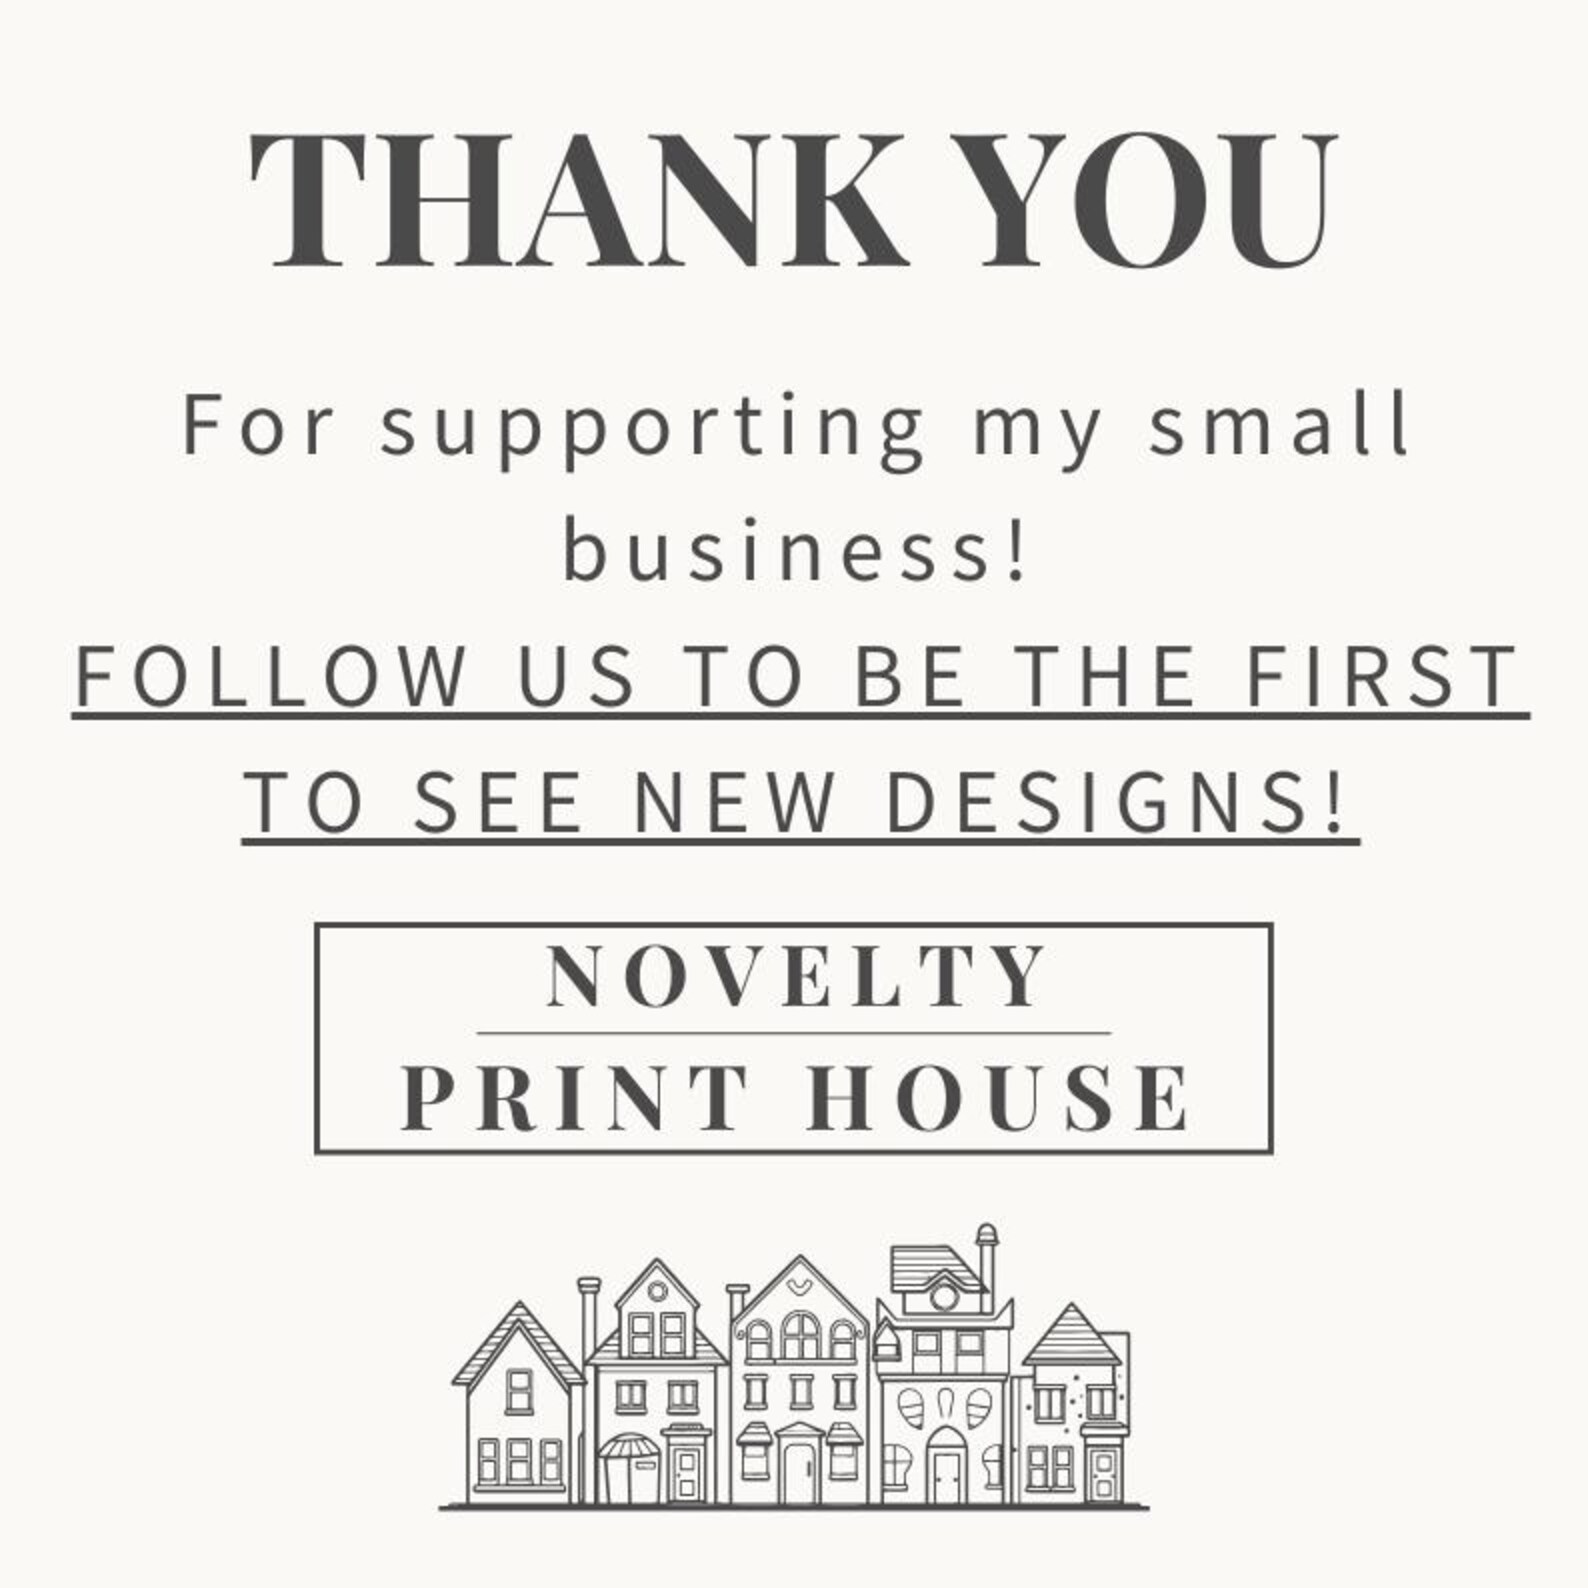 THANK YOU
For supporting my small
business!
FOLLOW US TO BE THE FIRST
TO SEE NEW DESIGNS!
NOVELTY
PRINT HOUSE